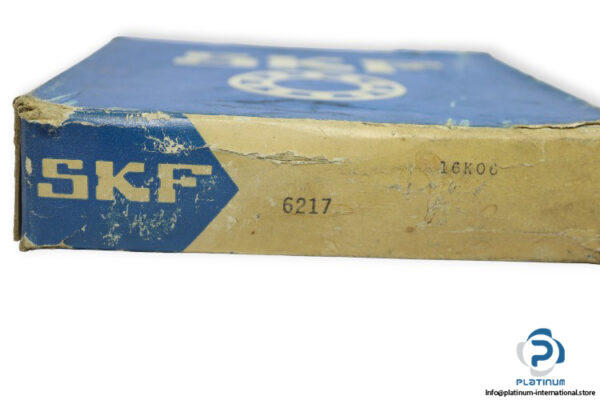 SKF
SKF
16K06
6217
PLATINUM
Info@platinum-international.store